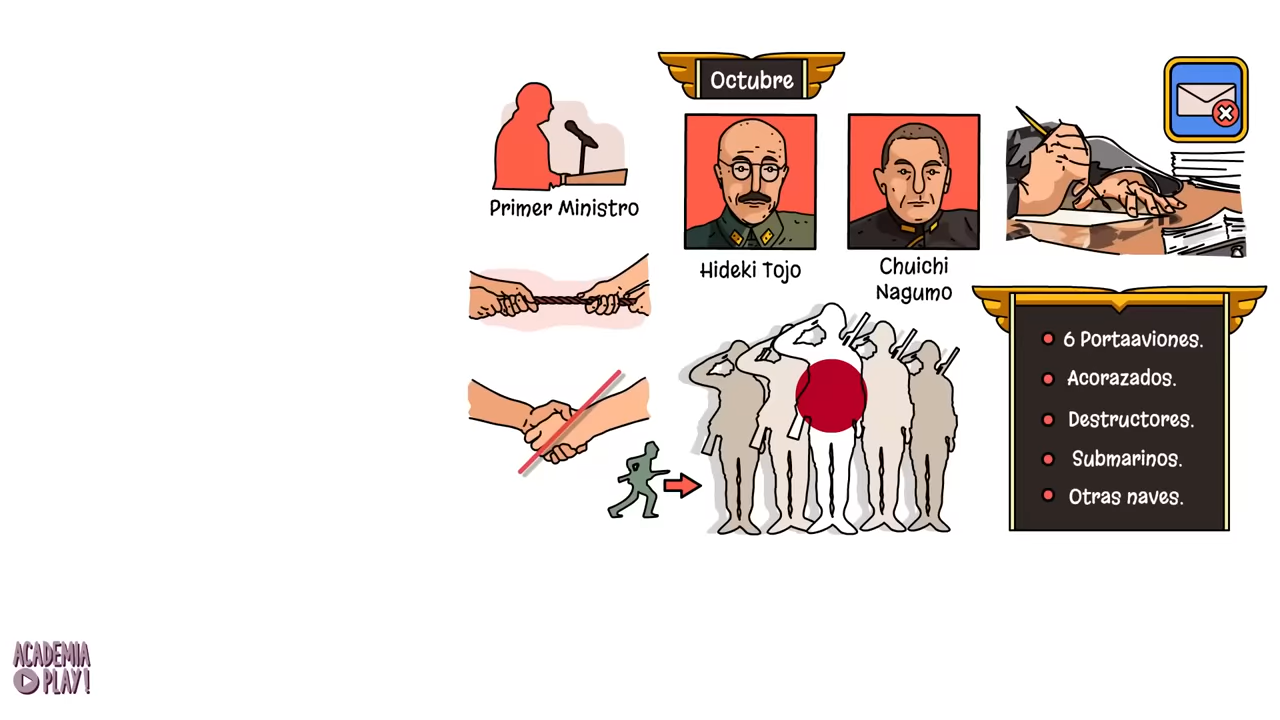 Octubre
Primer Ministro
Hideki Tojo
Chuichi
Nagumo
6 Portaaviones.
Acorazados.
Destructores.
Submarinos.
Otras naves.
ACADEMIA
PLAY!